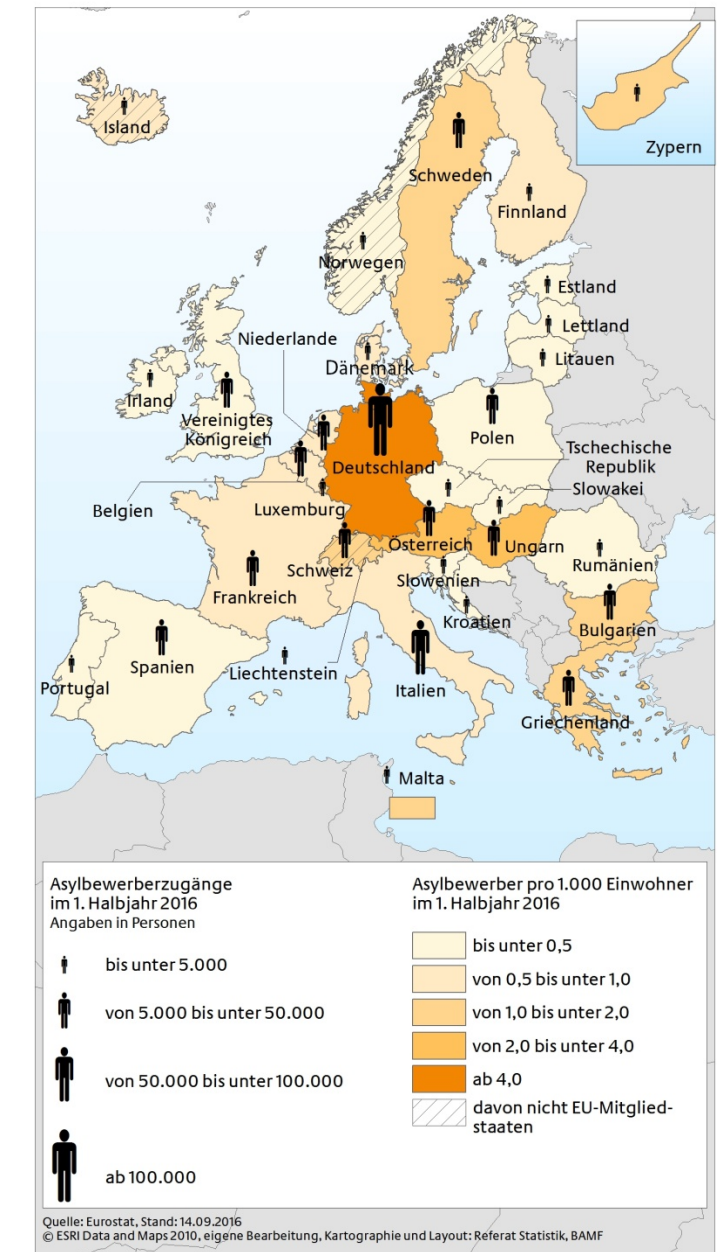 Island
Zypern
Schweden
Finnland
Norwegen
Estland
Niederlande
Lettland
Dänemark
Litauen
Irland
Vereinigtes
Königreich
Polen
Deutschland
Tschechische
Republik
Slowakei
Belgien
Luxemburg
Österreich
Ungarn
Schweiz
Rumänien
Slowenien
Frankreich
Kroatien
Bulgarien
Spanien
Liechtenstein
Portugal
Italien
Griechenland
Malta
Asylbewerberzugänge
im 1. Halbjahr 2016
Angaben in Personen
bis unter 5.000
von 5.000 bis unter 50.000
von 50.000 bis unter 100.000
ab 100.000
Asylbewerber pro 1.000 Einwohner
im 1. Halbjahr 2016
bis unter 0,5
von 0,5 bis unter 1,0
von 1,0 bis unter 2,0
von 2,0 bis unter 4,0
ab 4,0
davon nicht EU-Mitglied-
staaten
Quelle: Eurostat, Stand: 14.09.2016
© ESRI Data and Maps 2010, eigene Bearbeitung, Kartographie und Layout: Referat Statistik, BAMF